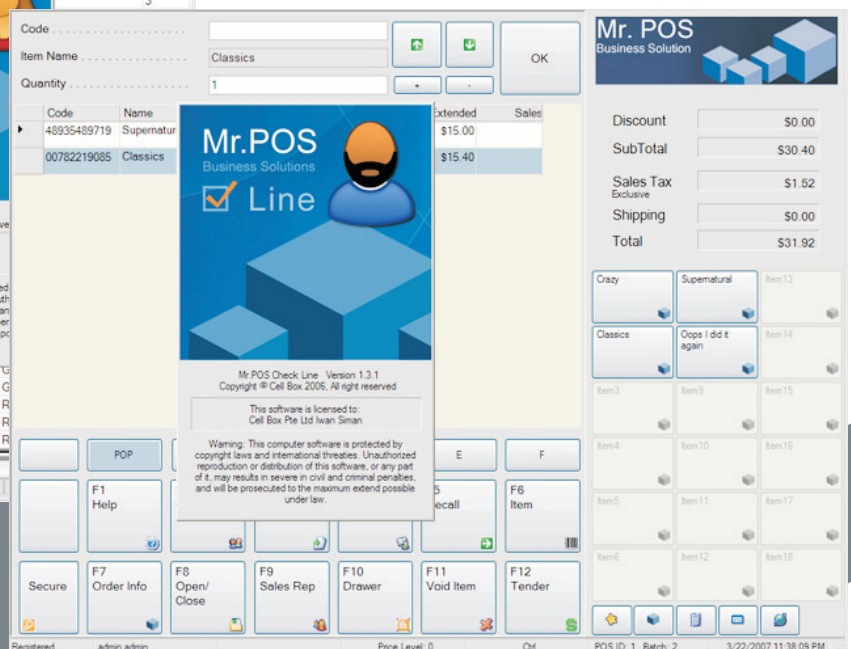 3
Code . . . . . . . . . . . . . . . . . . . .
Item Name . . . . . . . . . . . . . . . .
Classics
Quantity . . . . . . . . . . . . . . . . . .
1
+
-
OK
Mr. POS
Business Solution
Code Name Extended Sales
48935489719 Supernatur $15.00
00782219085 Classics $15.40
Mr.POS
Business Solutions
Line
Mr.POS Check Line Version 1.3.1
Copyright © Cell Box 2006, All right reserved
This software is licensed to:
Cell Box Pte Ltd Iwan Siman
Warning: This computer software is protected by
copyright laws and international threaties. Unauthorized
reproduction or distribution of this software, or any part
of it, may results in severe in civil and criminal penalties,
and will be prosecuted to the maximum extend possible
under law.
Discount $0.00
SubTotal $30.40
Sales Tax $1.52
Exclusive
Shipping $0.00
Total $31.92
Crazy
Supernatural
Item13
Classics
Oops I did it
again
Item14
Item3
Item9
Item15
Item4
Item10
Item16
Item5
Item11
Item17
Item6
Item12
Item18
POP
E
F
F1
Help
ecall
F6
Item
Secure
F7
Order Info
F8
Open/
Close
F9
Sales Rep
F10
Drawer
F11
Void Item
F12
Tender
Registered admin admin Price Level: 0 Ctrl POS ID: 1 Batch: 2 3/22/2007 11:38:09 PM